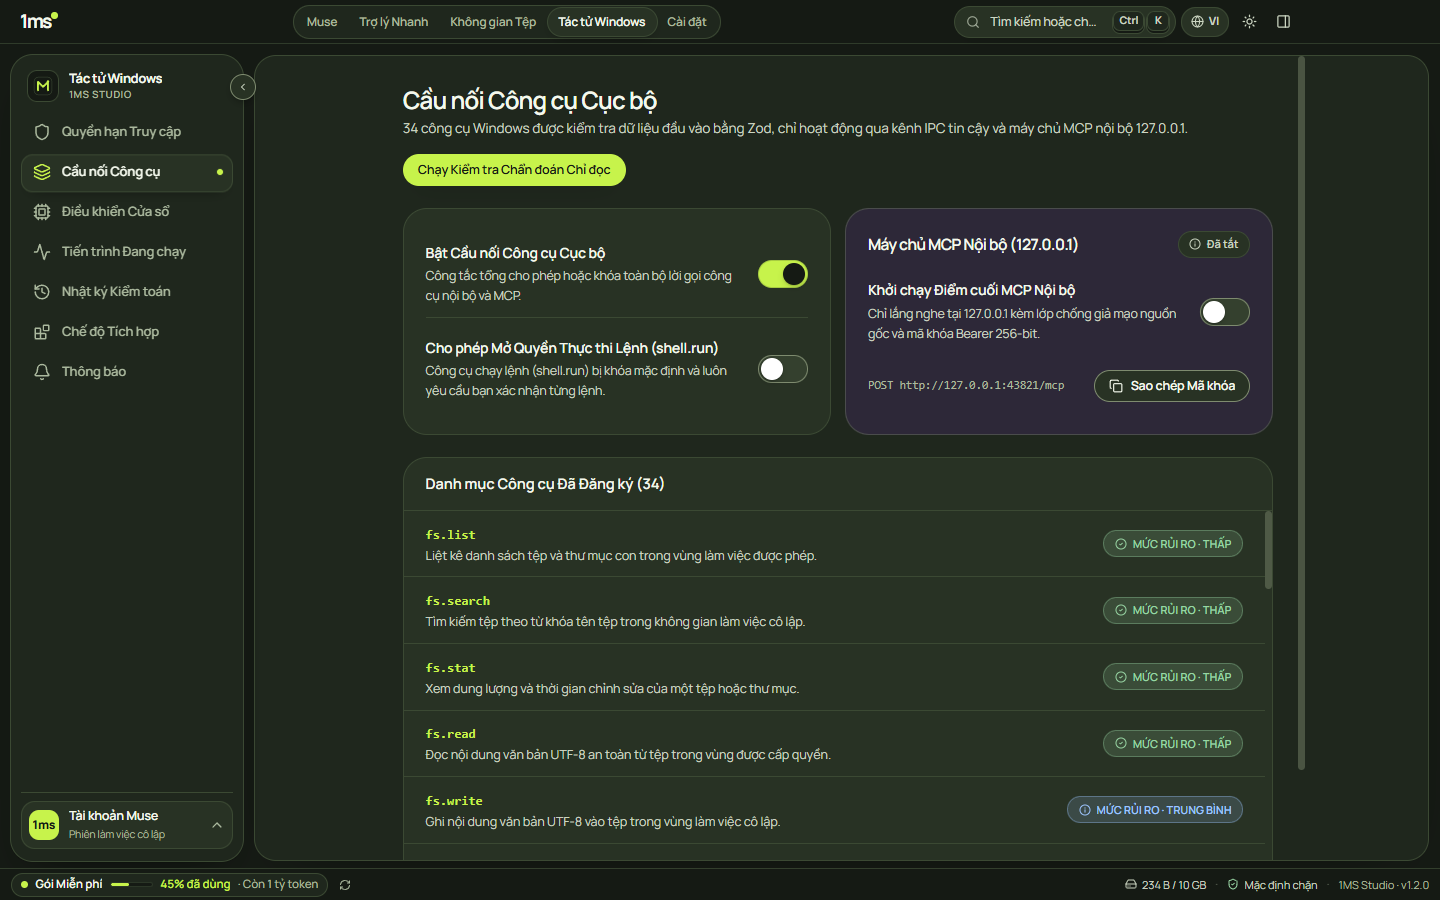 1ms
Muse
Trợ lý Nhanh
Không gian Tệp
Tác tử Windows
Cài đặt
Tìm kiếm hoặc ch...
Ctrl
K
VI
Tác tử Windows
1MS STUDIO
Quyền hạn Truy cập
Cầu nối Công cụ
Điều khiển Cửa sổ
Tiến trình Đang chạy
Nhật ký Kiểm toán
Chế độ Tích hợp
Thông báo
1ms
Tài khoản Muse
Phiên làm việc cô lập
Cầu nối Công cụ Cục bộ
34 công cụ Windows được kiểm tra dữ liệu đầu vào bằng Zod, chỉ hoạt động qua kênh IPC tin cậy và máy chủ MCP nội bộ 127.0.0.1.
Chạy Kiểm tra Chẩn đoán Chỉ đọc
Bật Cầu nối Công cụ Cục bộ
Công tắc tổng cho phép hoặc khóa toàn bộ lời gọi công
cụ nội bộ và MCP.
Cho phép Mở Quyền Thực thi Lệnh (shell.run)
Công cụ chạy lệnh (shell.run) bị khóa mặc định và luôn
yêu cầu bạn xác nhận từng lệnh.
Máy chủ MCP Nội bộ (127.0.0.1)
Đã tắt
Khởi chạy Điểm cuối MCP Nội bộ
Chỉ lắng nghe tại 127.0.0.1 kèm lớp chống giả mạo nguồn
gốc và mã khóa Bearer 256-bit.
POST http://127.0.0.1:43821/mcp
Sao chép Mã khóa
Danh mục Công cụ Đã Đăng ký (34)
fs.list
Liệt kê danh sách tệp và thư mục con trong vùng làm việc được phép.
MỨC RỦI RO · THẤP
fs.search
Tìm kiếm tệp theo từ khóa tên tệp trong không gian làm việc cô lập.
MỨC RỦI RO · THẤP
fs.stat
Xem dung lượng và thời gian chỉnh sửa của một tệp hoặc thư mục.
MỨC RỦI RO · THẤP
fs.read
Đọc nội dung văn bản UTF-8 an toàn từ tệp trong vùng được cấp quyền.
MỨC RỦI RO · THẤP
fs.write
Ghi nội dung văn bản UTF-8 vào tệp trong vùng làm việc cô lập.
MỨC RỦI RO · TRUNG BÌNH
Gói Miễn phí
45% đã dùng
· Còn 1 tỷ token
234 B / 10 GB
·
Mặc định chặn
·
1MS Studio · v1.2.0